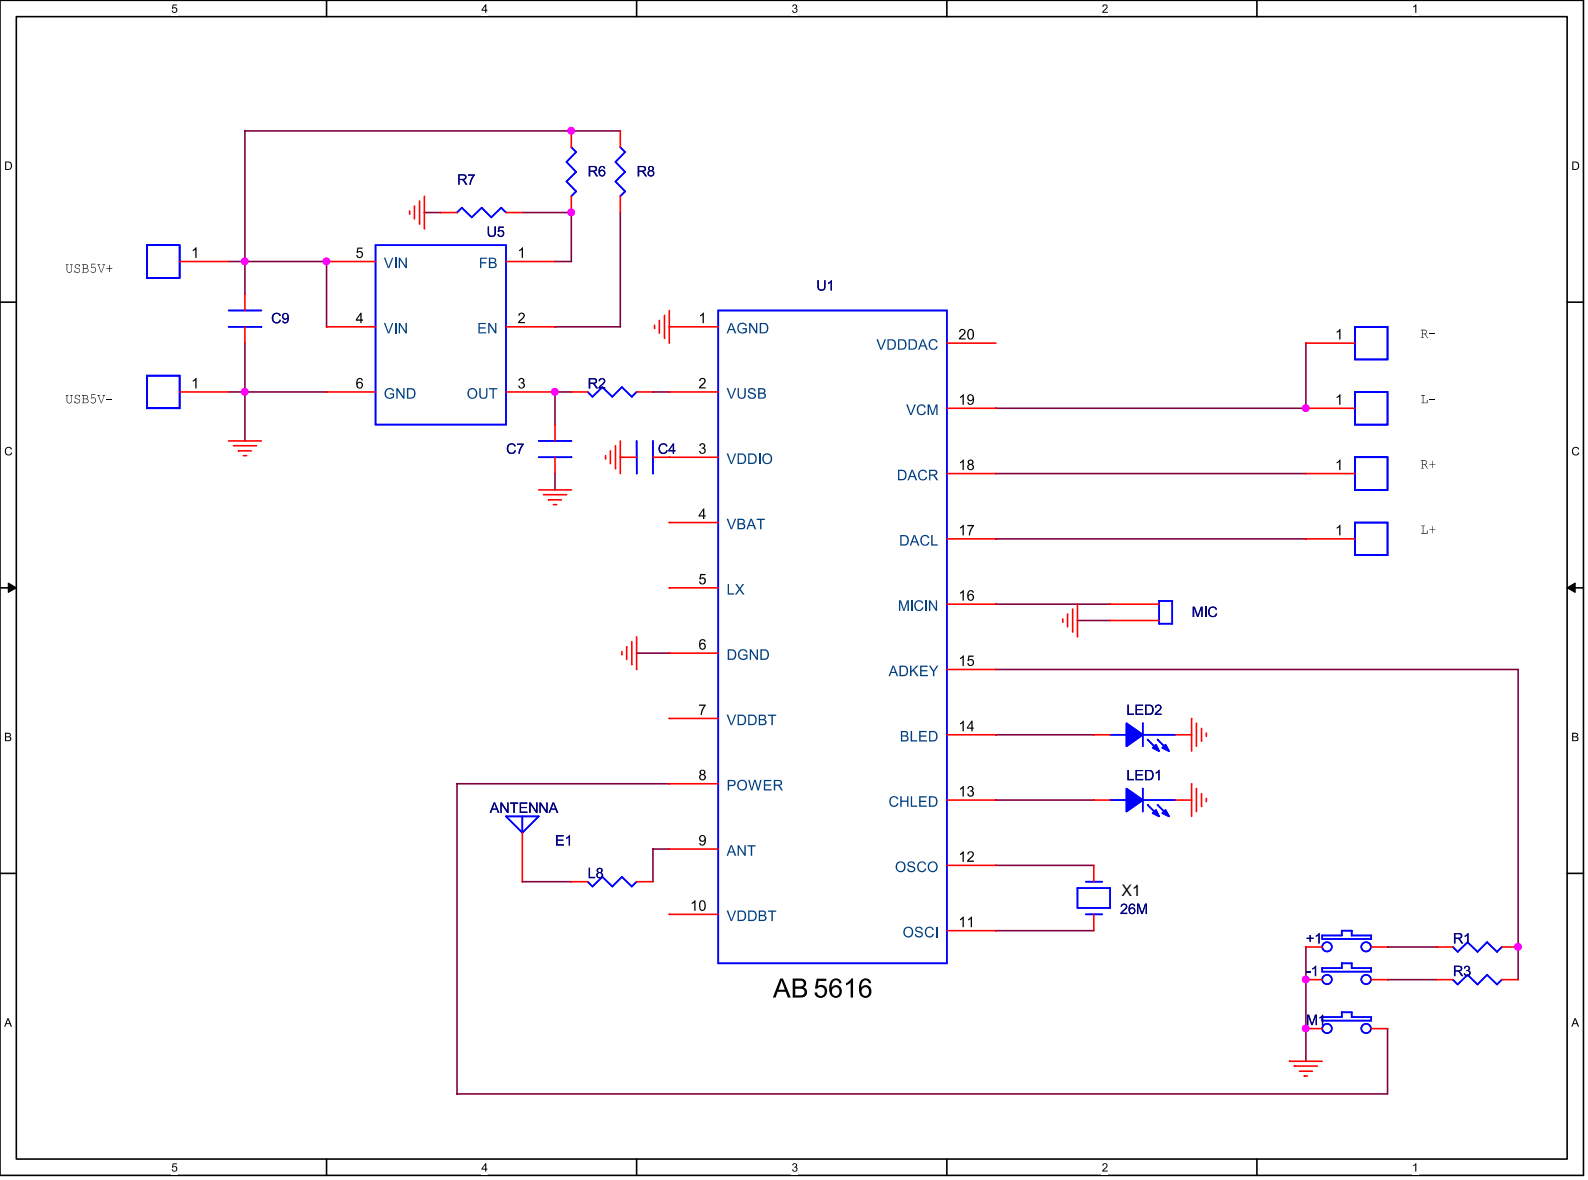 5 4 3 2 1
D D
R6 R8
R7
U5
USB5V+ 1 5 VIN FB 1
U1
C9 4 VIN EN 2 1 AGND VDDDAC 20 1 R-
USB5V- 1 6 GND OUT 3 R2 2 VUSB VCM 19 1 L-
C C7 C4 3 VDDIO DACR 18 1 R+ C
4 VBAT DACL 17 1 L+
5 LX MICIN 16 MIC
6 DGND ADKEY 15
LED2
B 7 VDDBT BLED 14 B
LED1
8 POWER CHLED 13
ANTENNA
E1 9 ANT OSCO 12
L8 X1
26M
10 VDDBT OSCI 11
+1 R1
-1 R3
AB 5616
A M1 A
5 4 3 2 1